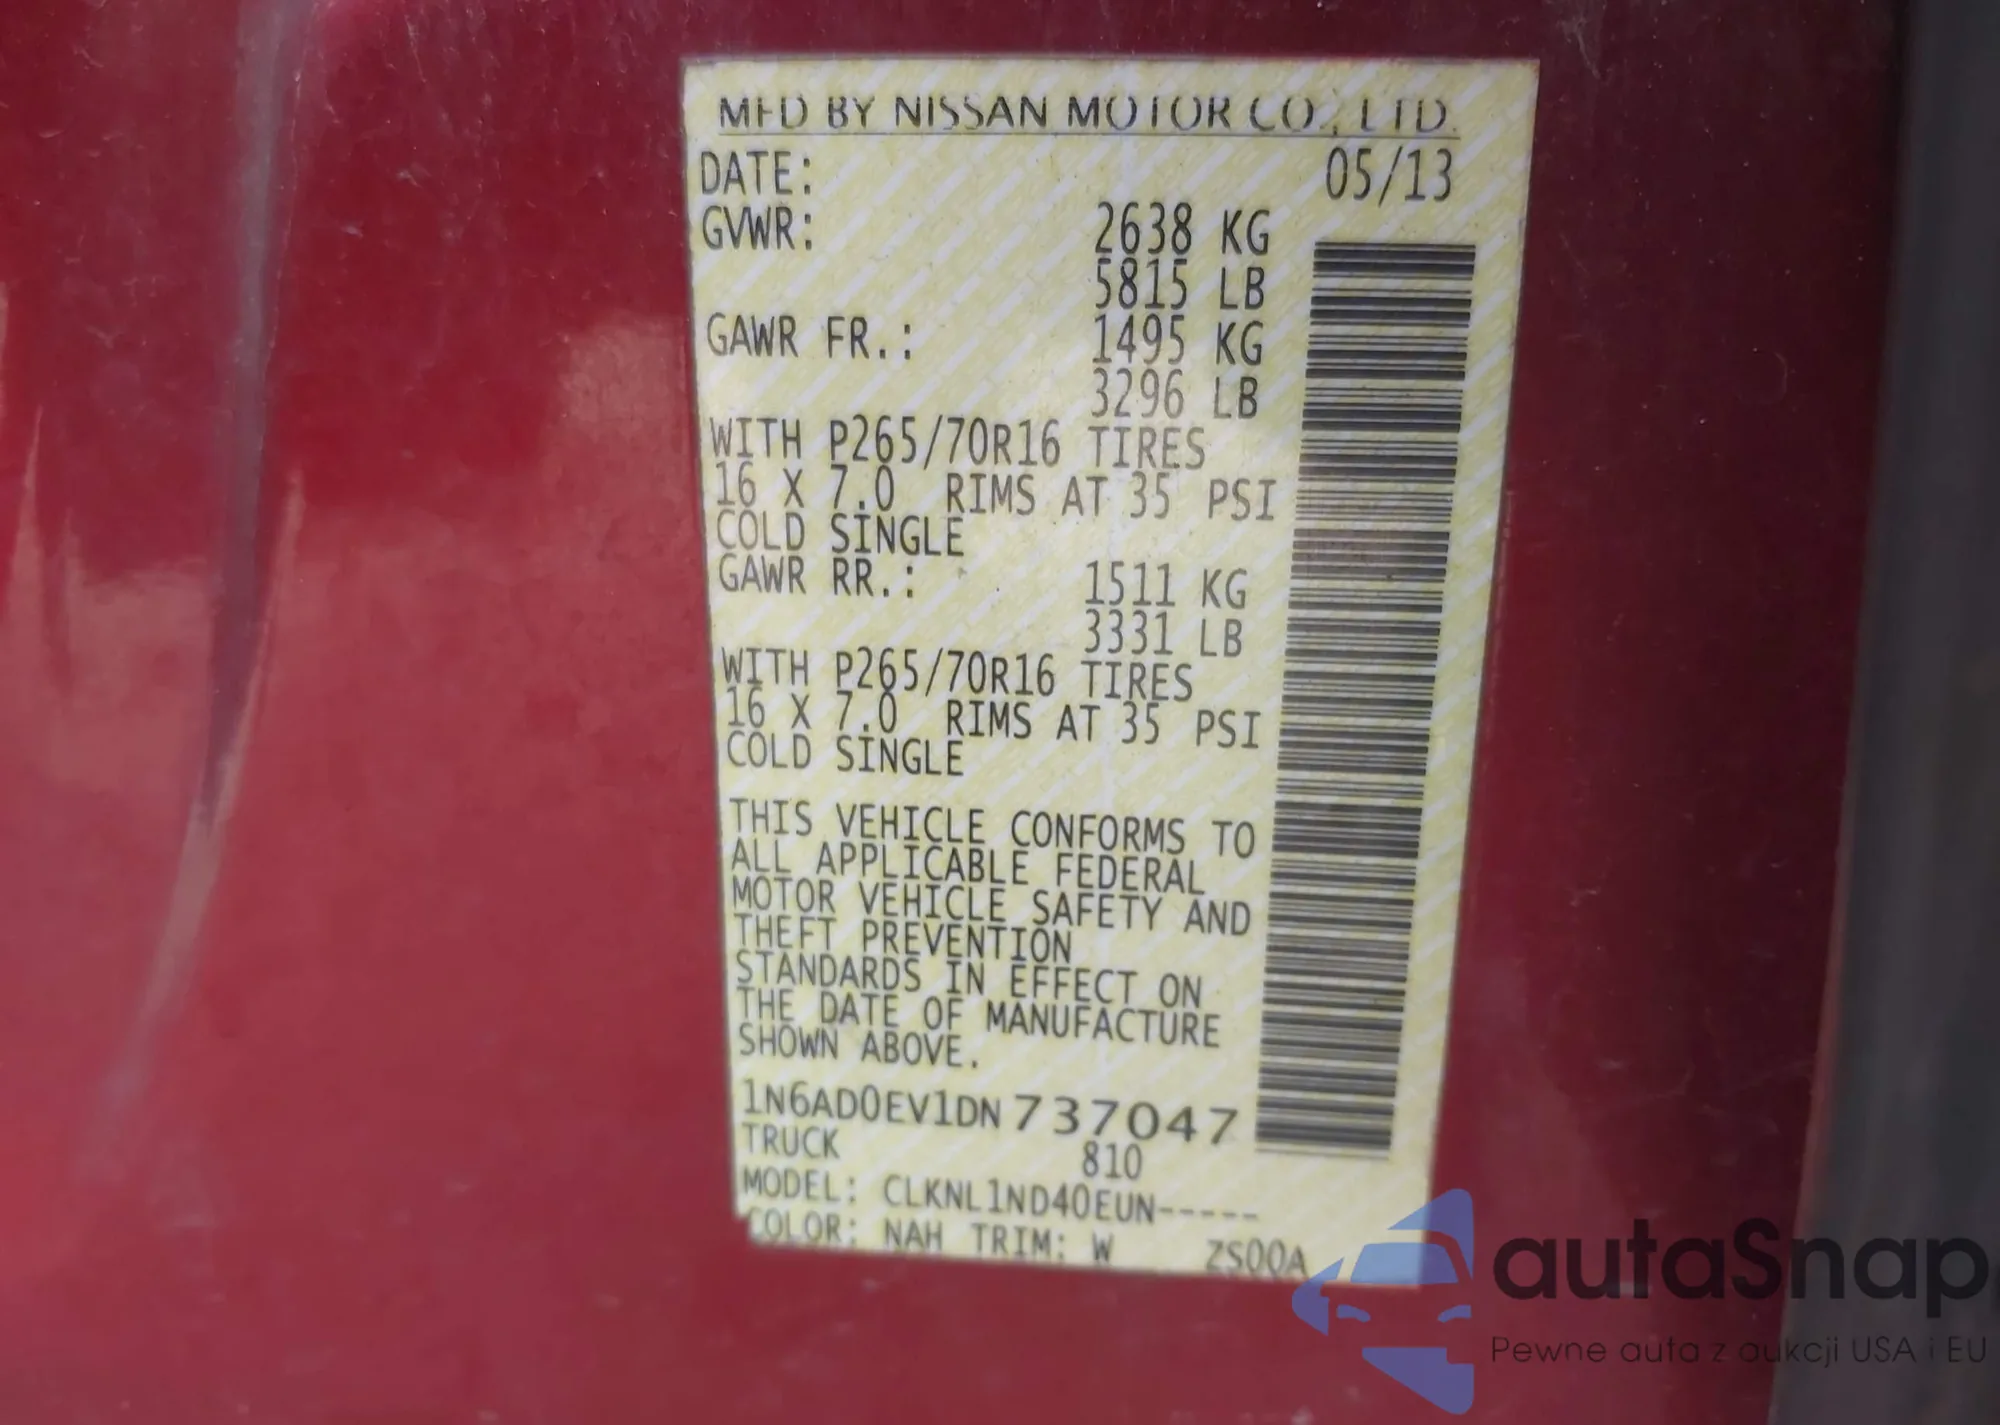 MFD BY NISSAN MOTOR CO., LTD.
DATE: 05/13
GVWR: 2638 KG
5815 LB
GAWR FR.: 1495 KG
3296 LB
WITH P265/70R16 TIRES
16 X 7.0 RIMS AT 35 PSI
COLD SINGLE
GAWR RR.: 1511 KG
3331 LB
WITH P265/70R16 TIRES
16 X 7.0 RIMS AT 35 PSI
COLD SINGLE
THIS VEHICLE CONFORMS TO
ALL APPLICABLE FEDERAL
MOTOR VEHICLE SAFETY AND
THEFT PREVENTION
STANDARDS IN EFFECT ON
THE DATE OF MANUFACTURE
SHOWN ABOVE.
1N6AD0EV1DN737047
TRUCK 810
MODEL: CLKNL1ND40EUN-----
COLOR: NAH TRIM: W ZS00A
autaSnap
Pewne auta z aukcji USA i EU